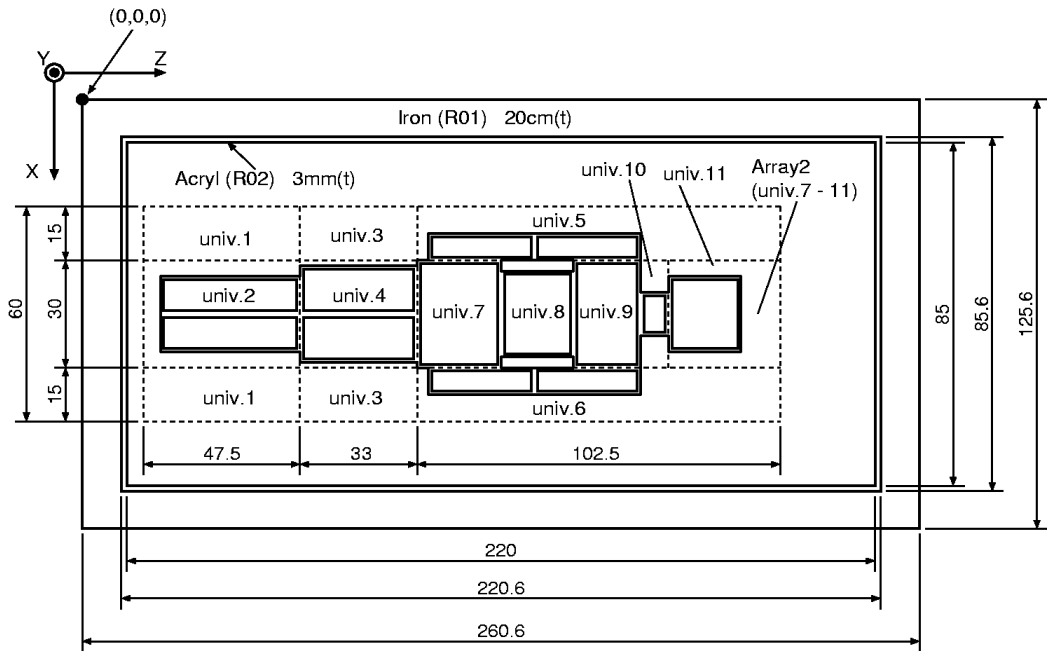 (0,0,0)
Y
Z
X
Iron (R01) 20cm(t)
Acryl (R02) 3mm(t)
univ.10
univ.11
Array2
(univ.7 - 11)
univ.1
univ.3
univ.5
univ.2
univ.4
univ.7
univ.8
univ.9
univ.1
univ.3
univ.6
15
30
15
60
85
85.6
125.6
47.5
33
102.5
220
220.6
260.6